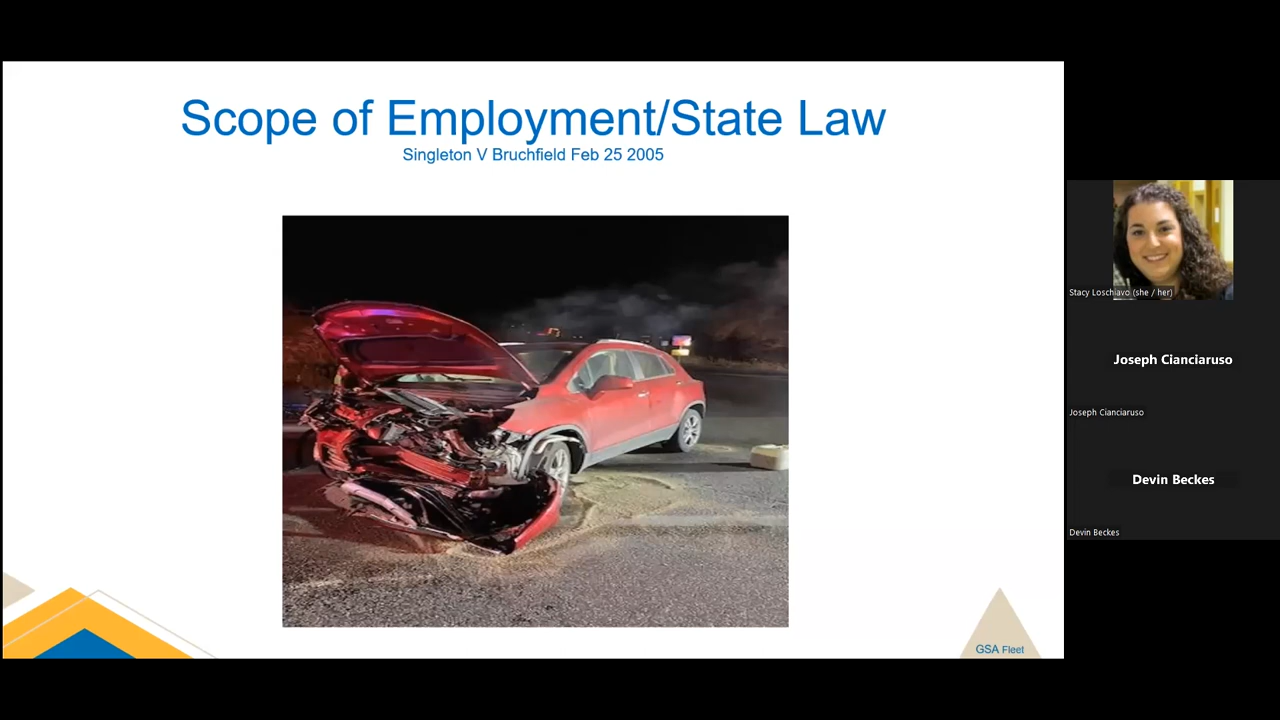 Scope of Employment/State Law
Singleton V Bruchfield Feb 25 2005
GSA Fleet
Stacy Loschiavo (she / her)
Joseph Cianciaruso
Joseph Cianciaruso
Devin Beckes
Devin Beckes